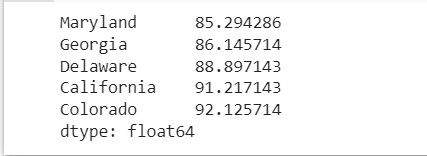 Maryland      85.294286
Georgia       86.145714
Delaware      88.897143
California    91.217143
Colorado      92.125714
dtype: float64